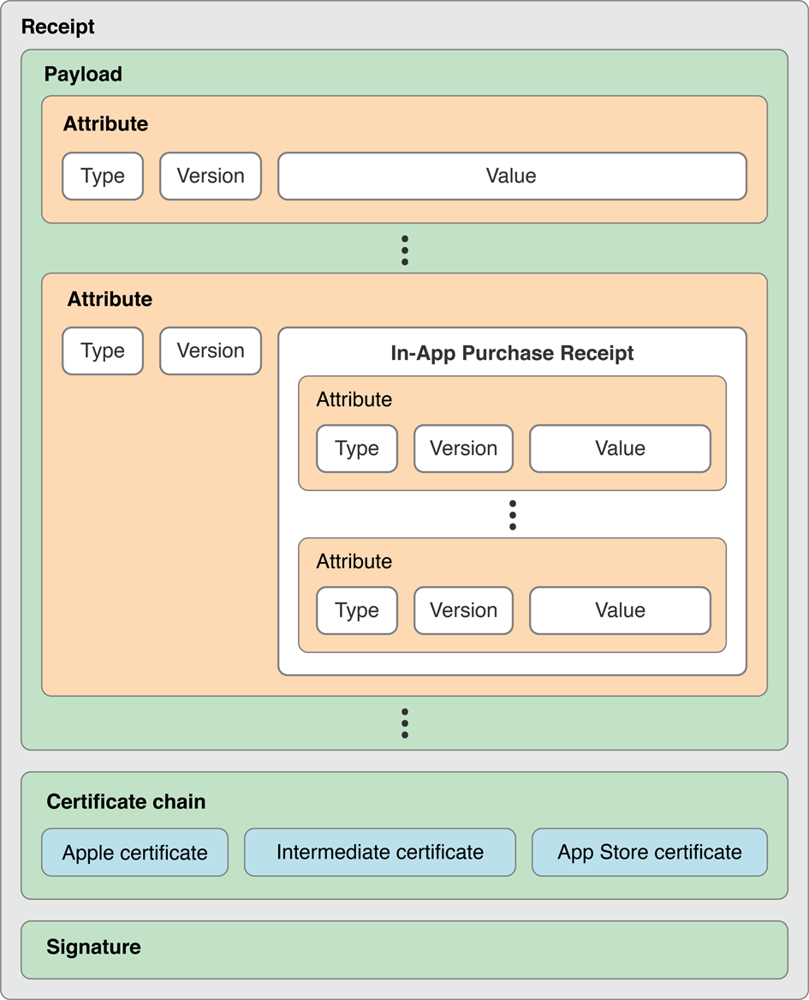 Receipt
Payload
Attribute
Type Version Value
Attribute
Type Version
In-App Purchase Receipt
Attribute
Type Version Value
Attribute
Type Version Value
Certificate chain
Apple certificate Intermediate certificate App Store certificate
Signature